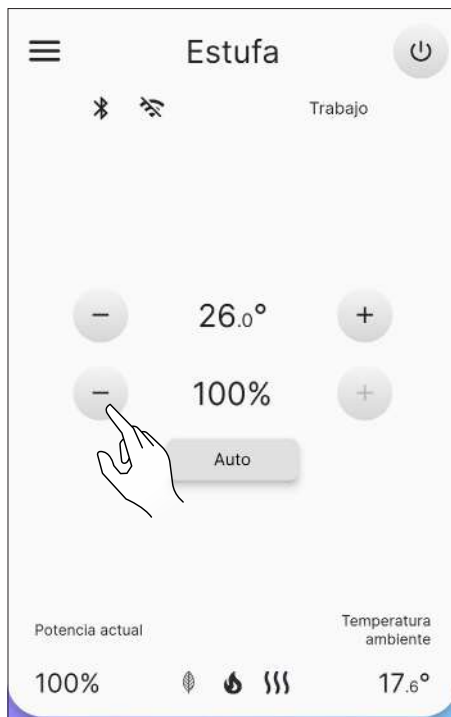 Estufa
Trabajo
− 26.0° +
− 100% +
Auto
Potencia actual
Temperatura
ambiente
100%
17.6°